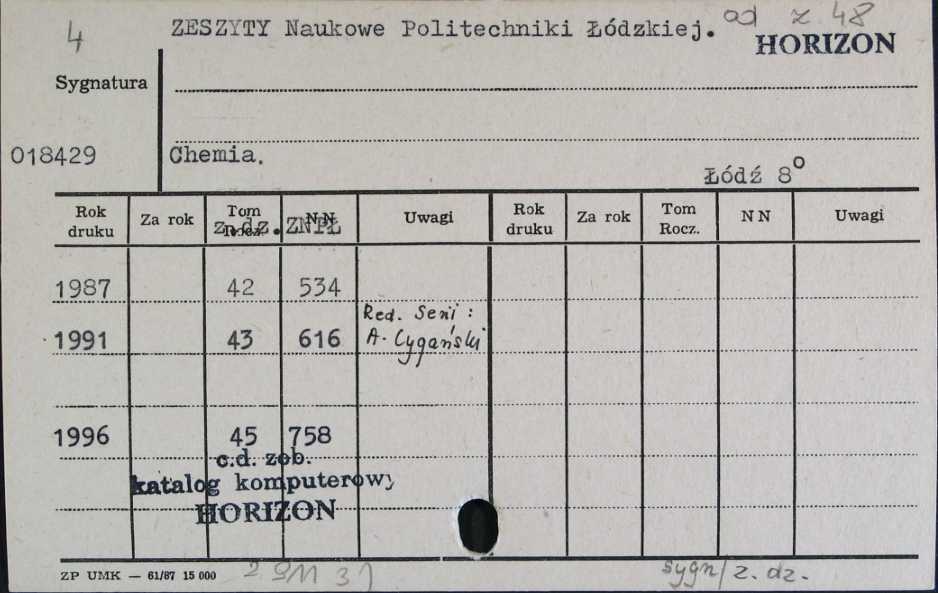 4 ZESZYTY Naukowe Politechniki Łódzkiej. od z 48
HORIZON
Sygnatura
018429 Chemia.
Łódź 8°
Rok druku Za rok Tom Rocz. NN Uwagi Rok druku Za rok Tom Rocz. NN Uwagi
z.dz. ZNPŁ
1987 42 534
Red. Serii :
1991 43 616 A. Cygański
1996 45 758
c.d. zob.
katalog komputerowy
HORIZON
ZP UMK — 61/87 15 000 sygn/ z. dz.